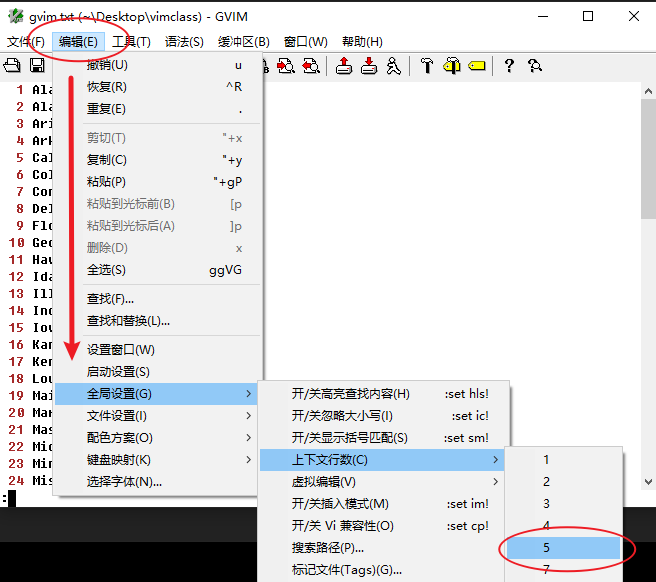 gvim.txt (~\Desktop\vimclass) - GVIM
文件(F) 编辑(E) 工具(T) 语法(S) 缓冲区(B) 窗口(W) 帮助(H)
撤销(U) u
恢复(R) ^R
重复(E) .
剪切(T) "+x
复制(C) "+y
粘贴(P) "+gP
粘贴到光标前(B) [p
粘贴到光标后(A) ]p
删除(D) x
全选(S) ggVG
查找(F)...
查找和替换(L)...
设置窗口(W)
启动设置(S)
全局设置(G)
文件设置(I)
配色方案(O)
键盘映射(K)
选择字体(N)...
1 Ala
2 Ala
3 Ari
4 Ark
5 Cal
6 Col
7 Con
8 Del
9 Flo
10 Geo
11 Haw
12 Ida
13 Ill
14 Ind
15 Iow
16 Kan
17 Ken
18 Lou
19 Mai
20 Mar
21 Mas
22 Mic
23 Min
24 Mis
:
开/关高亮查找内容(H) :set hls!
开/关忽略大小写(I) :set ic!
开/关显示括号匹配(S) :set sm!
上下文行数(C)
虚拟编辑(V)
开/关插入模式(M) :set im!
开/关 Vi 兼容性(O) :set cp!
搜索路径(P)...
标记文件(Tags)(G)...
1
2
3
4
5
7